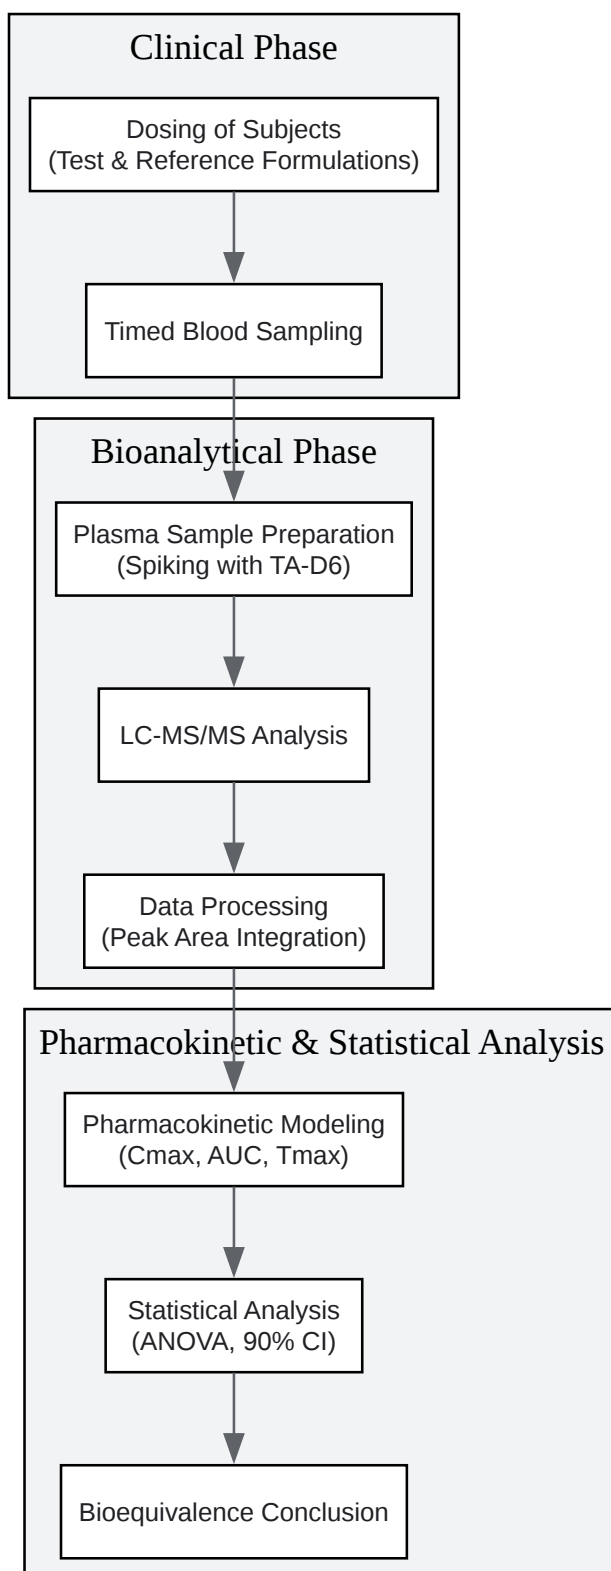 Clinical Phase
Dosing of Subjects
(Test & Reference Formulations)
Timed Blood Sampling
Bioanalytical Phase
Plasma Sample Preparation
(Spiking with TA-D6)
LC-MS/MS Analysis
Data Processing
(Peak Area Integration)
Pharmacokinetic & Statistical Analysis
Pharmacokinetic Modeling
(Cmax, AUC, Tmax)
Statistical Analysis
(ANOVA, 90% CI)
Bioequivalence Conclusion